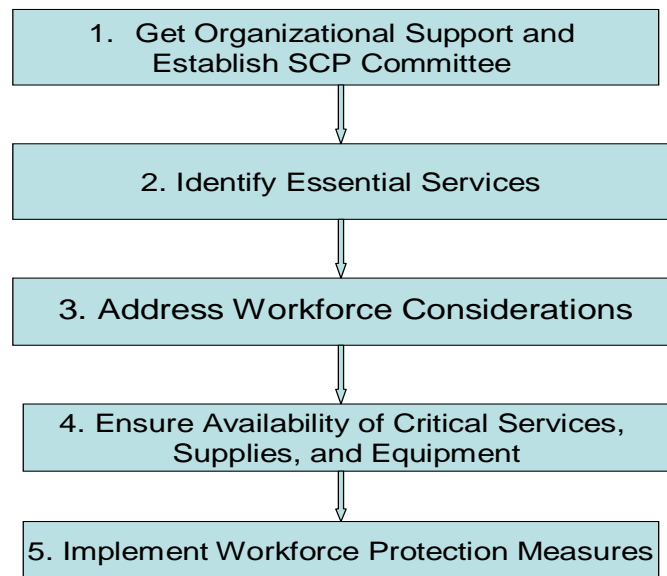 1. Get Organizational Support and
Establish SCP Committee
2. Identify Essential Services
3. Address Workforce Considerations
4. Ensure Availability of Critical Services,
Supplies, and Equipment
5. Implement Workforce Protection Measures